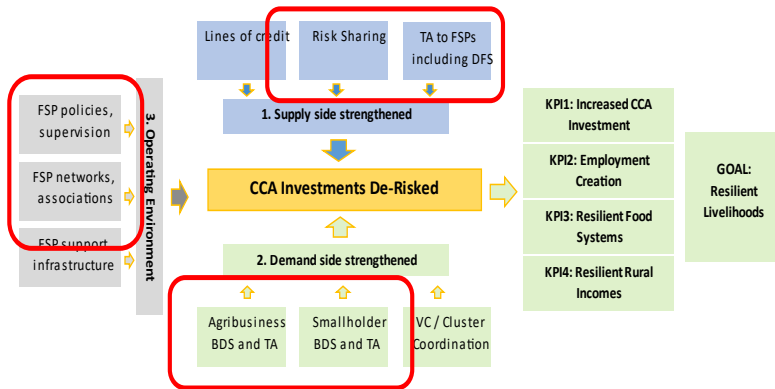 Lines of credit
Risk Sharing
TA to FSPs
including DFS
1. Supply side strengthened
FSP policies,
supervision
FSP networks,
associations
FSP support
infrastructure
3. Operating Environment
CCA Investments De-Risked
2. Demand side strengthened
Agribusiness
BDS and TA
Smallholder
BDS and TA
VC / Cluster
Coordination
KPI1: Increased CCA
Investment
KPI2: Employment
Creation
KPI3: Resilient Food
Systems
KPI4: Resilient Rural
Incomes
GOAL:
Resilient
Livelihoods